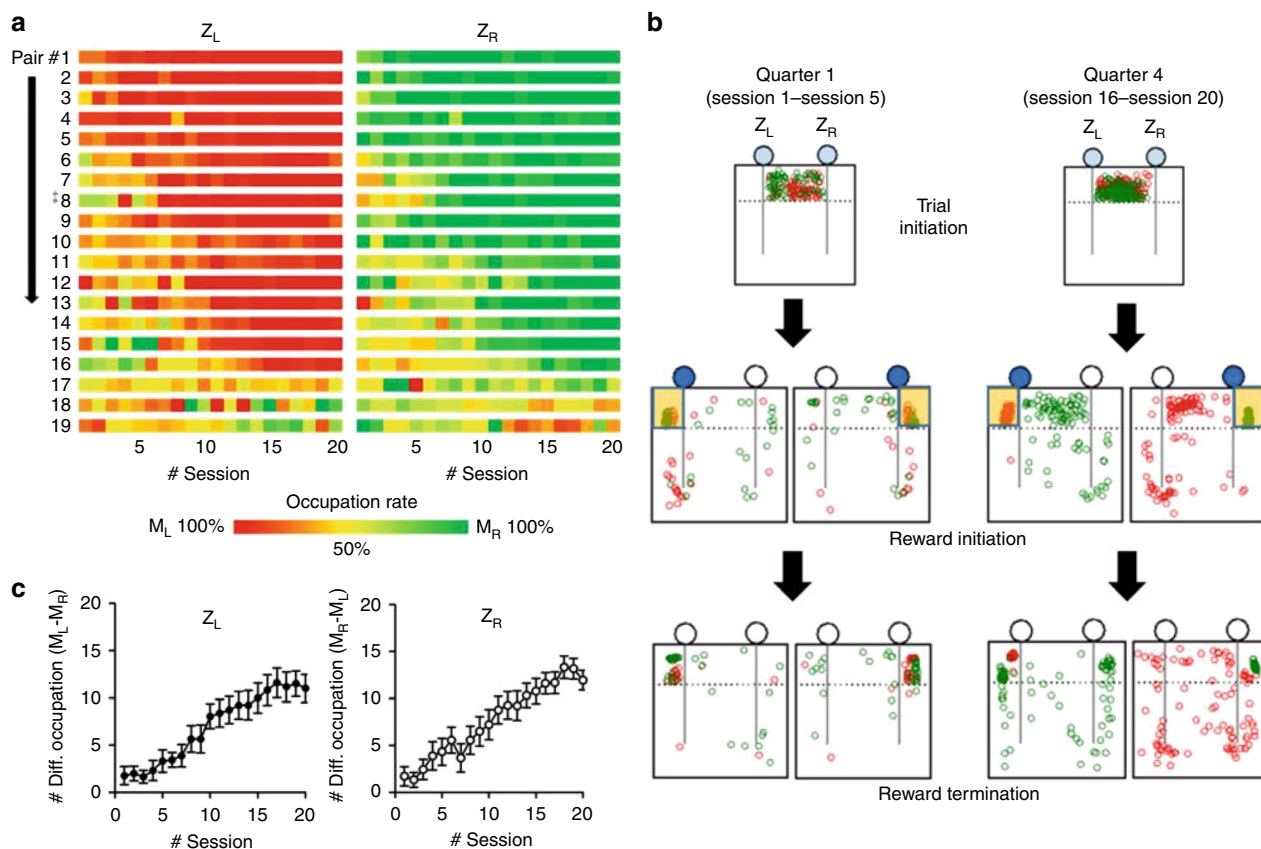 a
Z_L Z_R
Pair #1
2
3
4
5
6
7
8
9
10
11
12
13
14
15
16
17
18
19
5 10 15 20 5 10 15 20
# Session # Session
Occupation rate
M_L 100% M_R 100%
50%
b
Quarter 1
(session 1–session 5)
Quarter 4
(session 16–session 20)
Z_L Z_R Z_L Z_R
Trial
initiation
Reward initiation
Reward termination
c
# Diff. occupation (M_L-M_R)
Z_L
20
15
10
5
0
0 5 10 15 20
# Session
# Diff. occupation (M_R-M_L)
Z_R
20
15
10
5
0
0 5 10 15 20
# Session